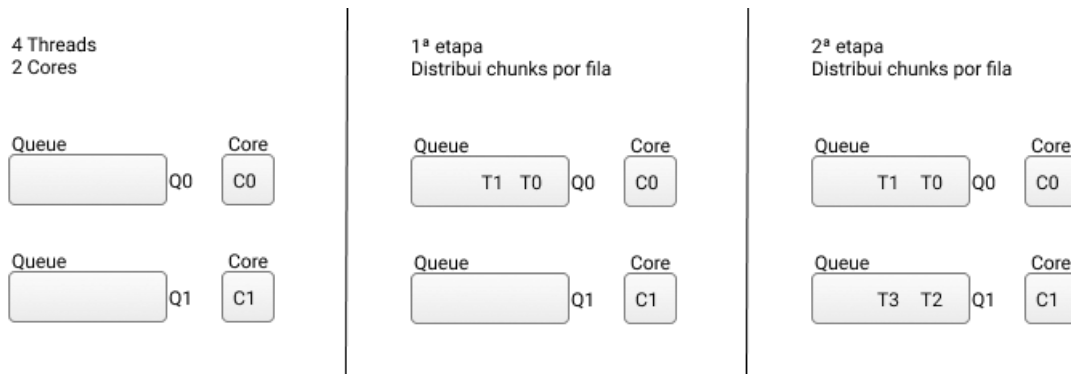 4 Threads
2 Cores
Queue
Core
Q0
C0
Queue
Core
Q1
C1
1ª etapa
Distribui chunks por fila
Queue
Core
T1 T0
Q0
C0
Queue
Core
Q1
C1
2ª etapa
Distribui chunks por fila
Queue
Core
T1 T0
Q0
C0
Queue
Core
T3 T2
Q1
C1